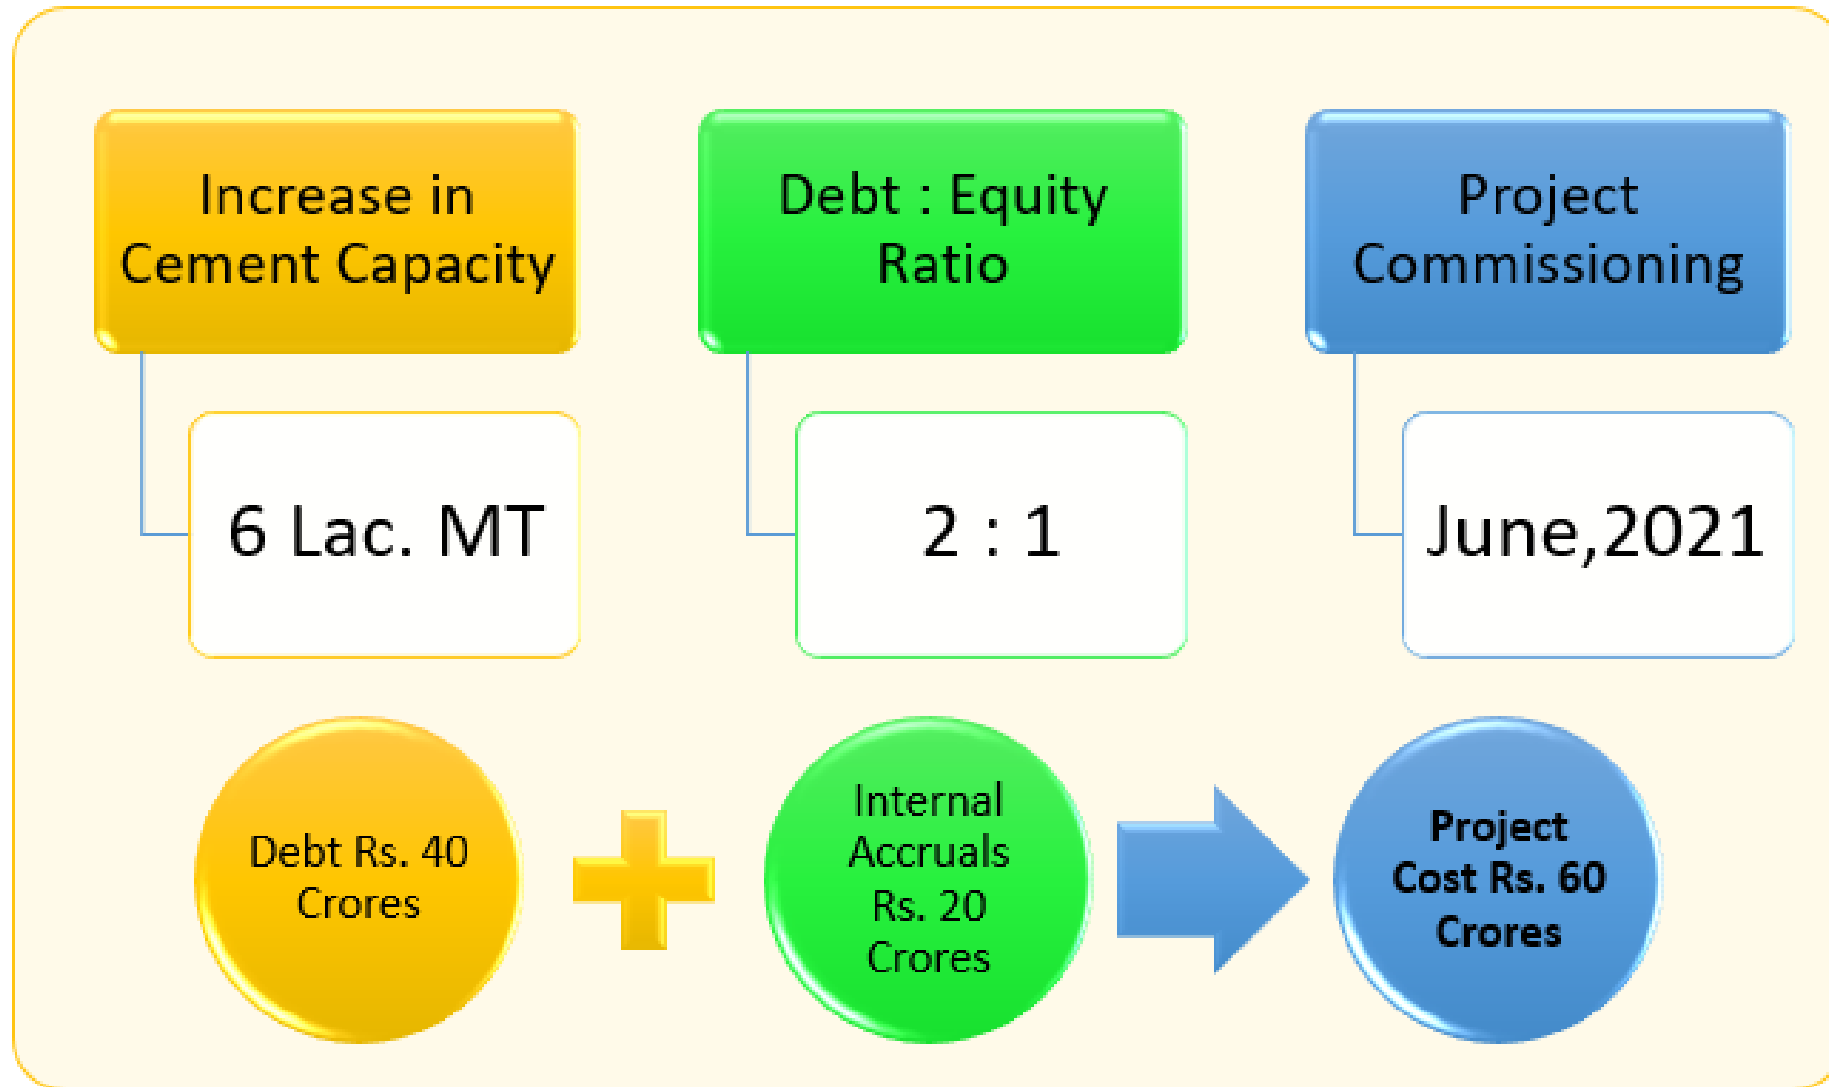 Increase in
Cement Capacity
6 Lac. MT
Debt : Equity
Ratio
2 : 1
Project
Commissioning
June,2021
Debt Rs. 40
Crores
Internal
Accruals
Rs. 20
Crores
Project
Cost Rs. 60
Crores